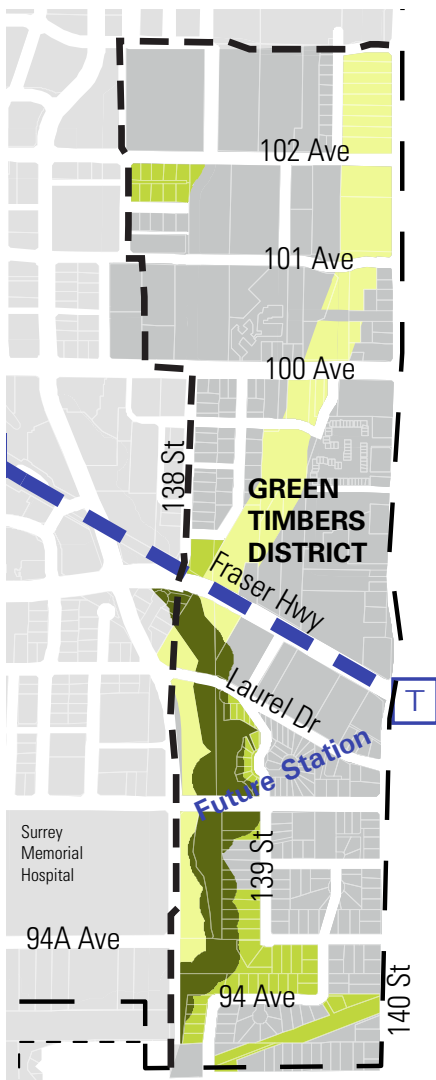 102 Ave
101 Ave
100 Ave
138 St
GREEN
TIMBERS
DISTRICT
Fraser Hwy
T
Laurel Dr
Future Station
Surrey
Memorial
Hospital
139 St
94A Ave
94 Ave
140 St